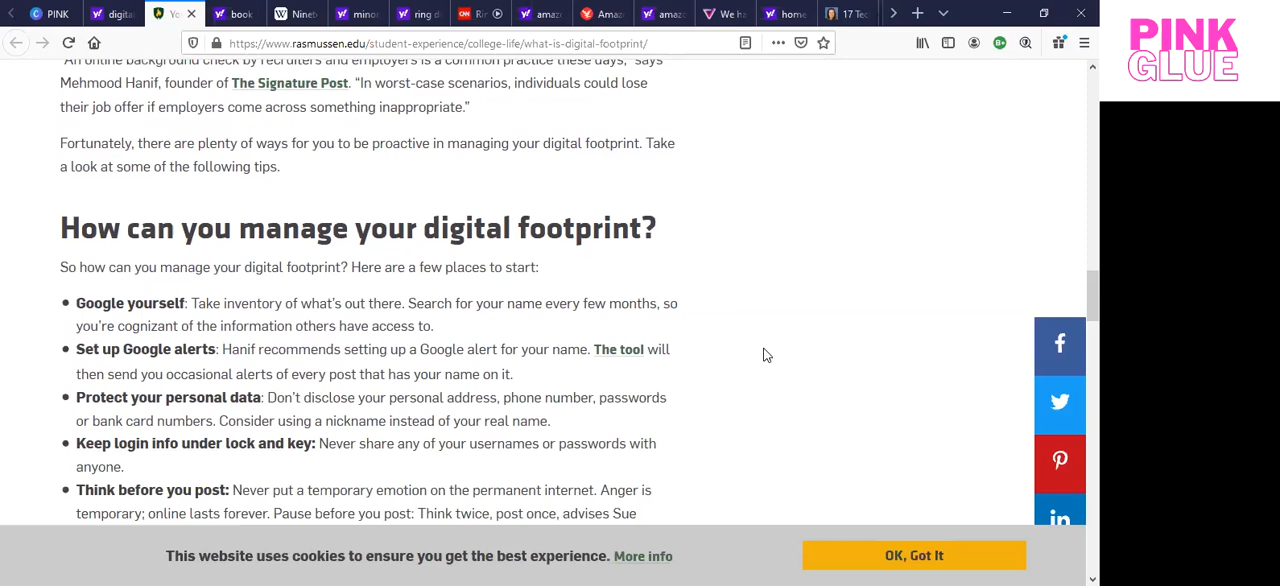 PINK
digital
Yo
book
Ninet
mino
ring d
CNN
Rin
amaz
Amaz
amaz
We ha
home
17 Tec
https://www.rasmussen.edu/student-experience/college-life/what-is-digital-footprint/
PINK
GLUE
"An online background check by recruiters and employers is a common practice these days," says
Mehmood Hanif, founder of The Signature Post. "In worst-case scenarios, individuals could lose
their job offer if employers come across something inappropriate."
Fortunately, there are plenty of ways for you to be proactive in managing your digital footprint. Take
a look at some of the following tips.
How can you manage your digital footprint?
So how can you manage your digital footprint? Here are a few places to start:
• Google yourself: Take inventory of what's out there. Search for your name every few months, so
you're cognizant of the information others have access to.
• Set up Google alerts: Hanif recommends setting up a Google alert for your name. The tool will
then send you occasional alerts of every post that has your name on it.
• Protect your personal data: Don't disclose your personal address, phone number, passwords
or bank card numbers. Consider using a nickname instead of your real name.
• Keep login info under lock and key: Never share any of your usernames or passwords with
anyone.
• Think before you post: Never put a temporary emotion on the permanent internet. Anger is
temporary; online lasts forever. Pause before you post: Think twice, post once, advises Sue
This website uses cookies to ensure you get the best experience. More info
OK, Got It